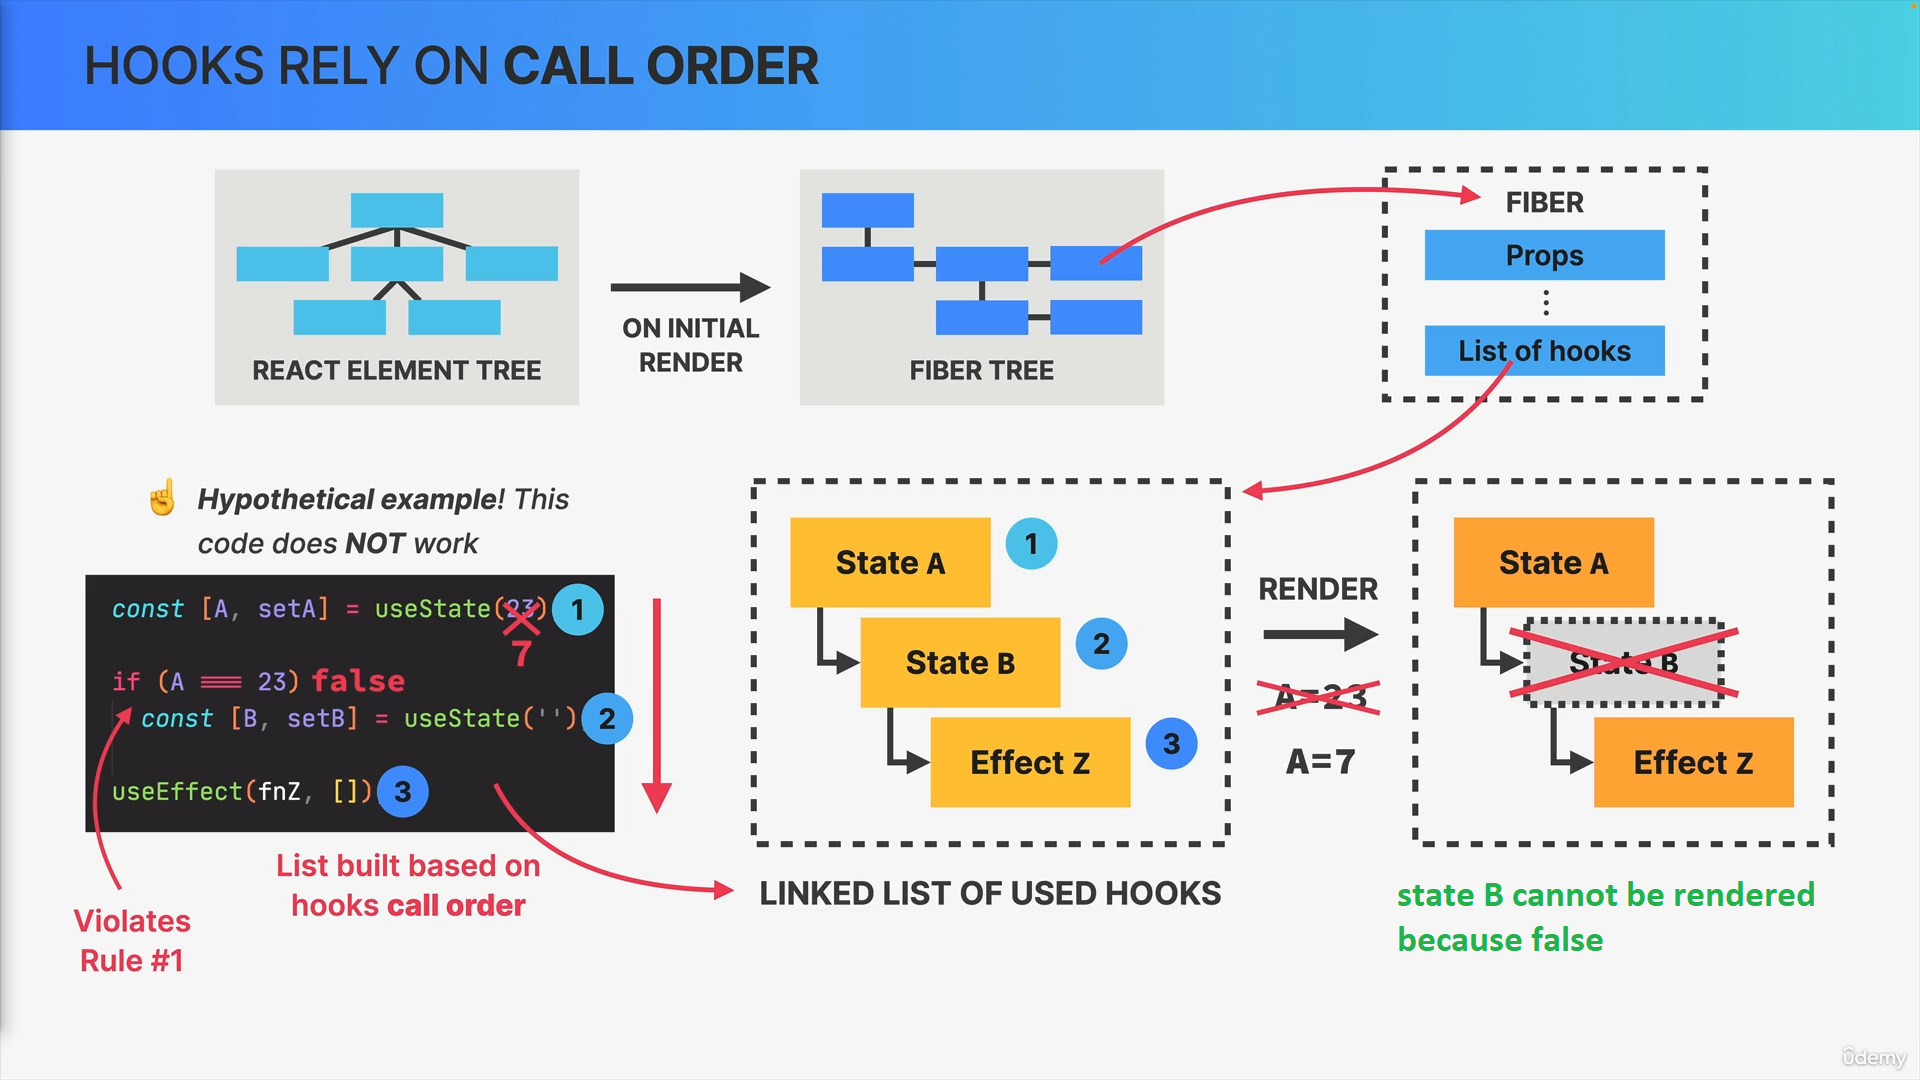 HOOKS RELY ON CALL ORDER
REACT ELEMENT TREE
ON INITIAL
RENDER
FIBER TREE
FIBER
Props
List of hooks
☝ Hypothetical example! This
code does NOT work
const [A, setA] = useState(23) 1
7
if (A === 23) false
const [B, setB] = useState('') 2
useEffect(fnZ, []) 3
Violates
Rule #1
List built based on
hooks call order
State A 1
State B 2
Effect Z 3
LINKED LIST OF USED HOOKS
RENDER
A=23
A=7
State A
State B
Effect Z
state B cannot be rendered
because false
ûdemy